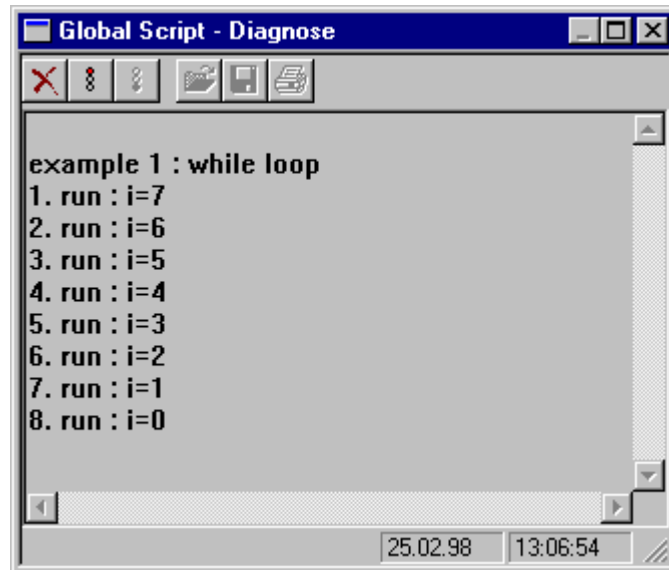 Global Script - Diagnose
example 1 : while loop
1. run : i=7
2. run : i=6
3. run : i=5
4. run : i=4
5. run : i=3
6. run : i=2
7. run : i=1
8. run : i=0
25.02.98 13:06:54